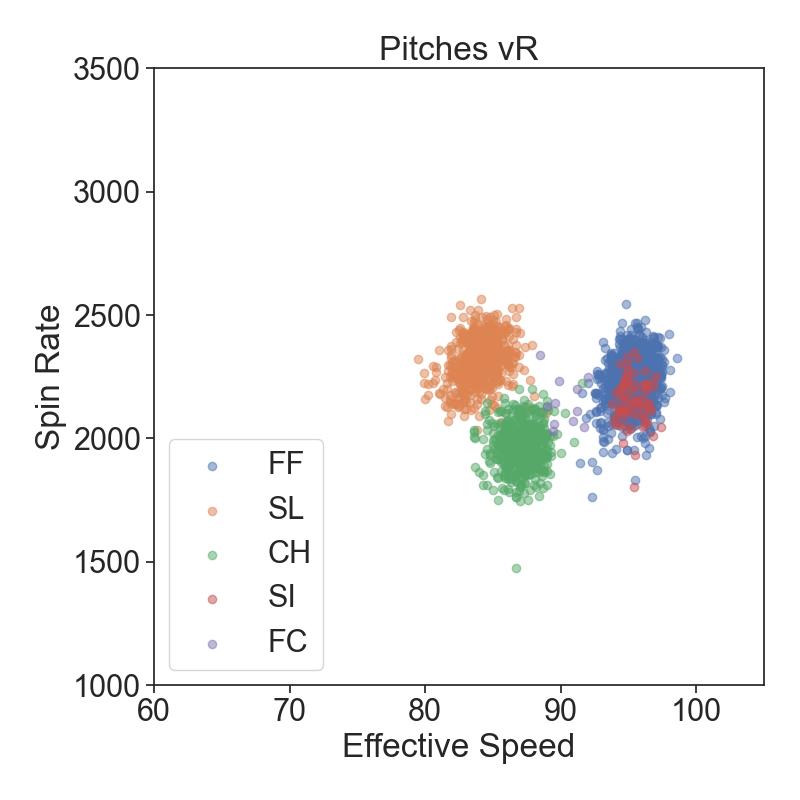 Pitches vR
3500
3000
2500
2000
1500
1000
Spin Rate
FF
SL
CH
SI
FC
60 70 80 90 100
Effective Speed